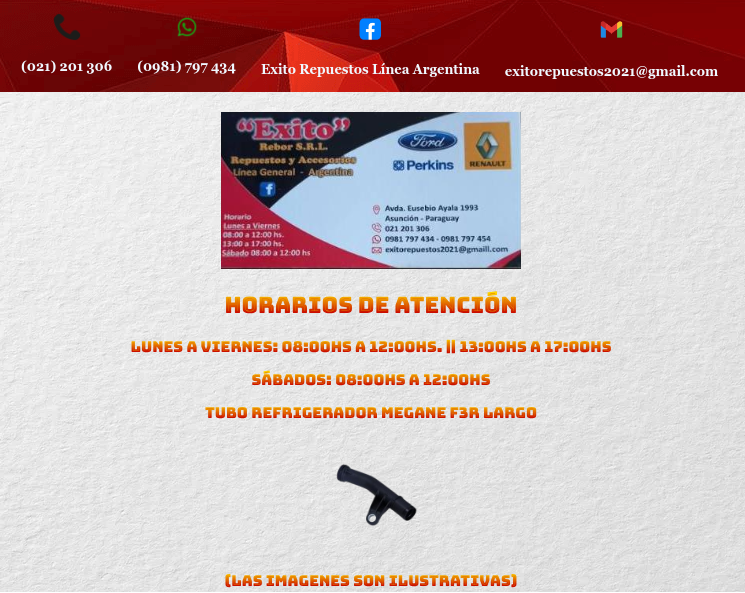 (021) 201 306
(0981) 797 434
Exito Repuestos Línea Argentina
exitorepuestos2021@gmail.com
"Exito"
Rebor S.R.L.
Repuestos y Accesorios
Línea General - Argentina
Ford
Perkins
RENAULT
Horario
Lunes a Viernes
08:00 a 12:00 hs.
13:00 a 17:00 hs.
Sábado 08:00 a 12:00 hs
Avda. Eusebio Ayala 1993
Asunción - Paraguay
021 201 306
0981 797 434 - 0981 797 454
exitorepuestos2021@gmaill.com
HORARIOS DE ATENCIÓN
LUNES A VIERNES: 08:00HS A 12:00HS. || 13:00HS A 17:00HS
SÁBADOS: 08:00HS A 12:00HS
TUBO REFRIGERADOR MEGANE F3R LARGO
(LAS IMAGENES SON ILUSTRATIVAS)